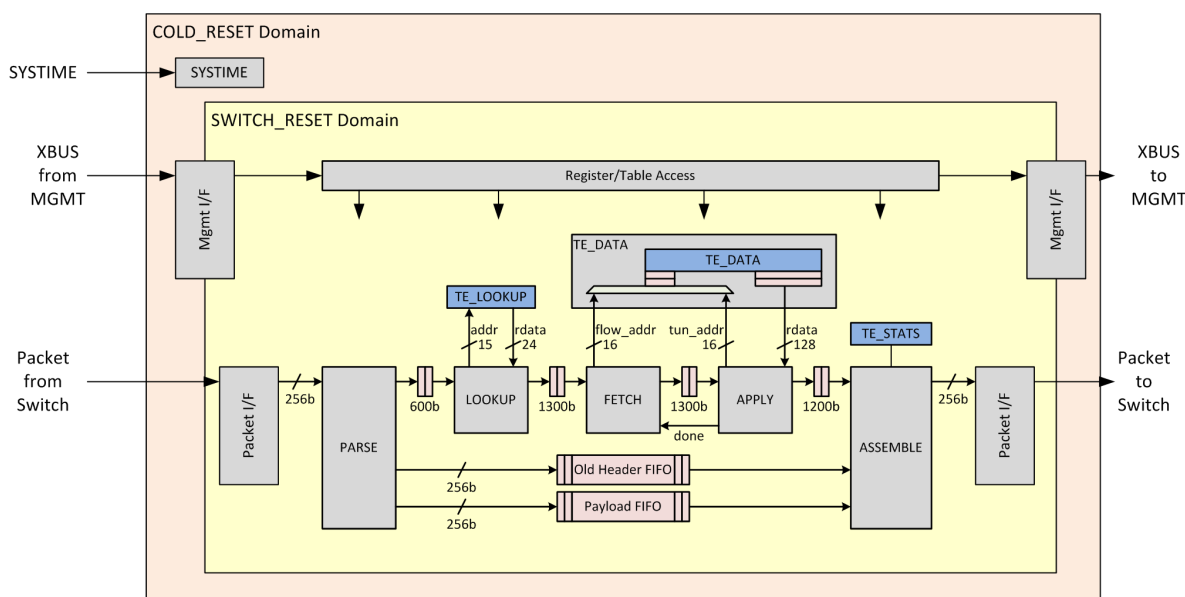 COLD_RESET Domain
SYSTIME
SYSTIME
SWITCH_RESET Domain
XBUS
from
MGMT
Mgmt I/F
Register/Table Access
Mgmt I/F
XBUS
to
MGMT
TE_DATA
TE_DATA
TE_LOOKUP
addr
15
rdata
24
flow_addr
16
tun_addr
16
rdata
128
TE_STATS
Packet
from
Switch
Packet I/F
256b
PARSE
600b
LOOKUP
1300b
FETCH
1300b
APPLY
1200b
done
ASSEMBLE
256b
Packet I/F
Packet
to
Switch
256b
Old Header FIFO
256b
Payload FIFO